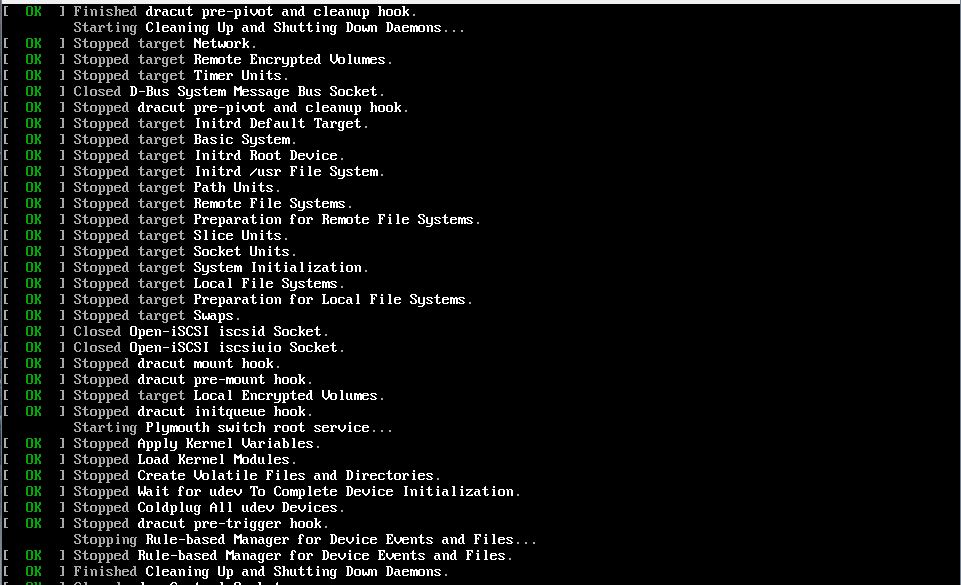 [  OK  ] Finished dracut pre-pivot and cleanup hook.
Starting Cleaning Up and Shutting Down Daemons...
[  OK  ] Stopped target Network.
[  OK  ] Stopped target Remote Encrypted Volumes.
[  OK  ] Stopped target Timer Units.
[  OK  ] Closed D-Bus System Message Bus Socket.
[  OK  ] Stopped dracut pre-pivot and cleanup hook.
[  OK  ] Stopped target Initrd Default Target.
[  OK  ] Stopped target Basic System.
[  OK  ] Stopped target Initrd Root Device.
[  OK  ] Stopped target Initrd /usr File System.
[  OK  ] Stopped target Path Units.
[  OK  ] Stopped target Remote File Systems.
[  OK  ] Stopped target Preparation for Remote File Systems.
[  OK  ] Stopped target Slice Units.
[  OK  ] Stopped target Socket Units.
[  OK  ] Stopped target System Initialization.
[  OK  ] Stopped target Local File Systems.
[  OK  ] Stopped target Preparation for Local File Systems.
[  OK  ] Stopped target Swaps.
[  OK  ] Closed Open-iSCSI iscsid Socket.
[  OK  ] Closed Open-iSCSI iscsiuio Socket.
[  OK  ] Stopped dracut mount hook.
[  OK  ] Stopped dracut pre-mount hook.
[  OK  ] Stopped target Local Encrypted Volumes.
[  OK  ] Stopped dracut initqueue hook.
Starting Plymouth switch root service...
[  OK  ] Stopped Apply Kernel Variables.
[  OK  ] Stopped Load Kernel Modules.
[  OK  ] Stopped Create Volatile Files and Directories.
[  OK  ] Stopped Wait for udev To Complete Device Initialization.
[  OK  ] Stopped Coldplug All udev Devices.
[  OK  ] Stopped dracut pre-trigger hook.
Stopping Rule-based Manager for Device Events and Files...
[  OK  ] Stopped Rule-based Manager for Device Events and Files.
[  OK  ] Finished Cleaning Up and Shutting Down Daemons.